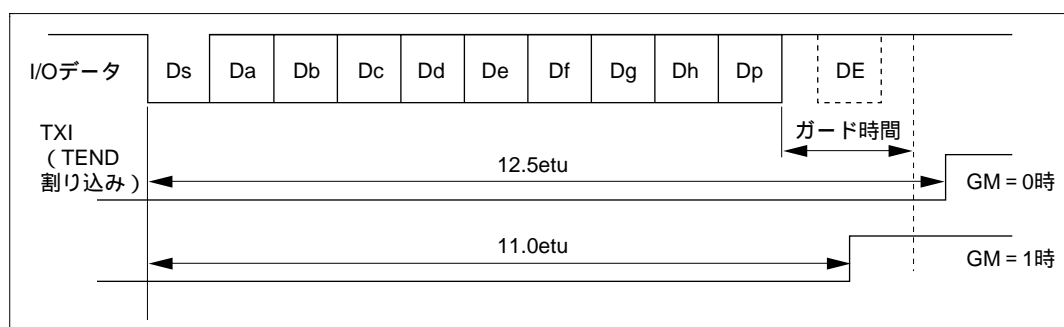 I/Oデータ Ds Da Db Dc Dd De Df Dg Dh Dp DE
ガード時間
TXI
（TEND
割り込み）
12.5etu
GM = 0時
11.0etu
GM = 1時